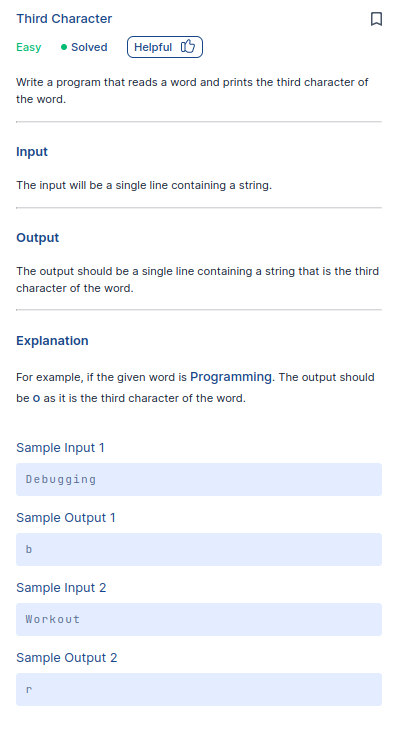 Third Character
Easy Solved Helpful
Write a program that reads a word and prints the third character of
the word.
Input
The input will be a single line containing a string.
Output
The output should be a single line containing a string that is the third
character of the word.
Explanation
For example, if the given word is Programming. The output should
be o as it is the third character of the word.
Sample Input 1
Debugging
Sample Output 1
b
Sample Input 2
Workout
Sample Output 2
r